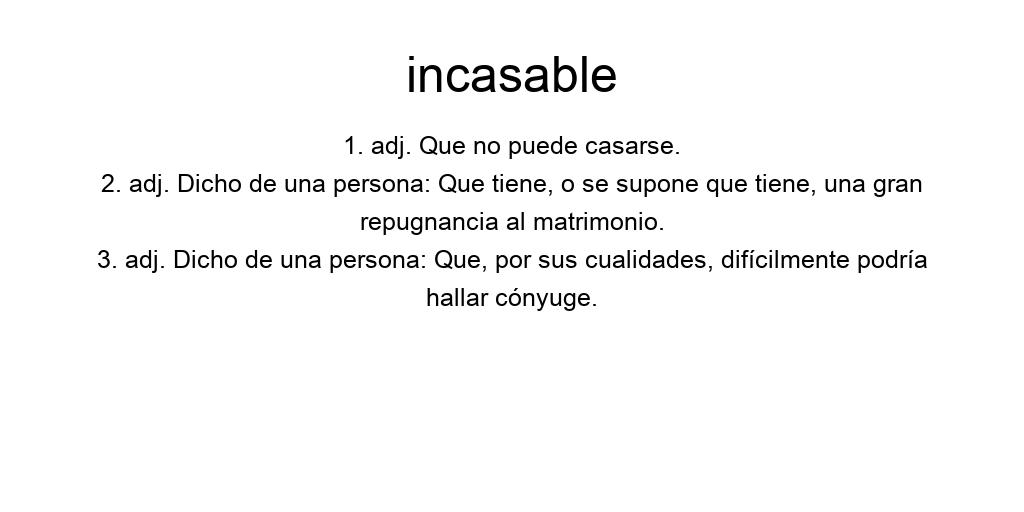 incasable
1. adj. Que no puede casarse.
2. adj. Dicho de una persona: Que tiene, o se supone que tiene, una gran
repugnancia al matrimonio.
3. adj. Dicho de una persona: Que, por sus cualidades, difícilmente podría
hallar cónyuge.